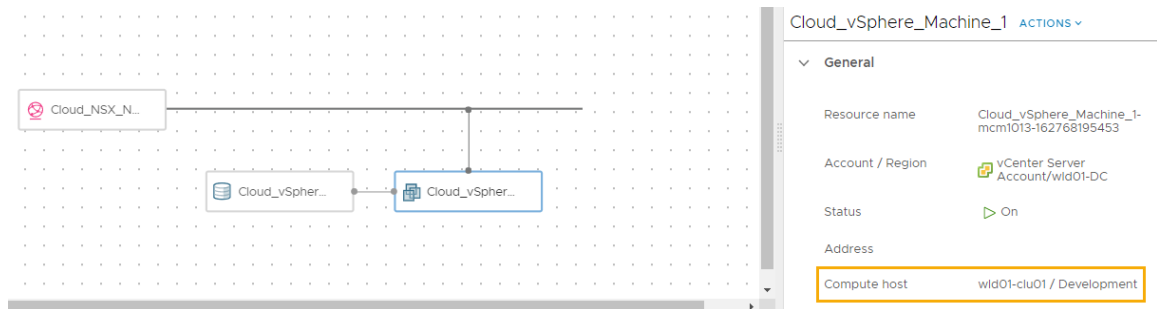 Cloud_NSX_N...
Cloud_vSpher...
Cloud_vSpher...
Cloud_vSphere_Machine_1 ACTIONS
General
Resource name
Cloud_vSphere_Machine_1-
mcm1013-162768195453
Account / Region
vCenter Server
Account/wld01-DC
Status
On
Address
Compute host
wld01-clu01 / Development